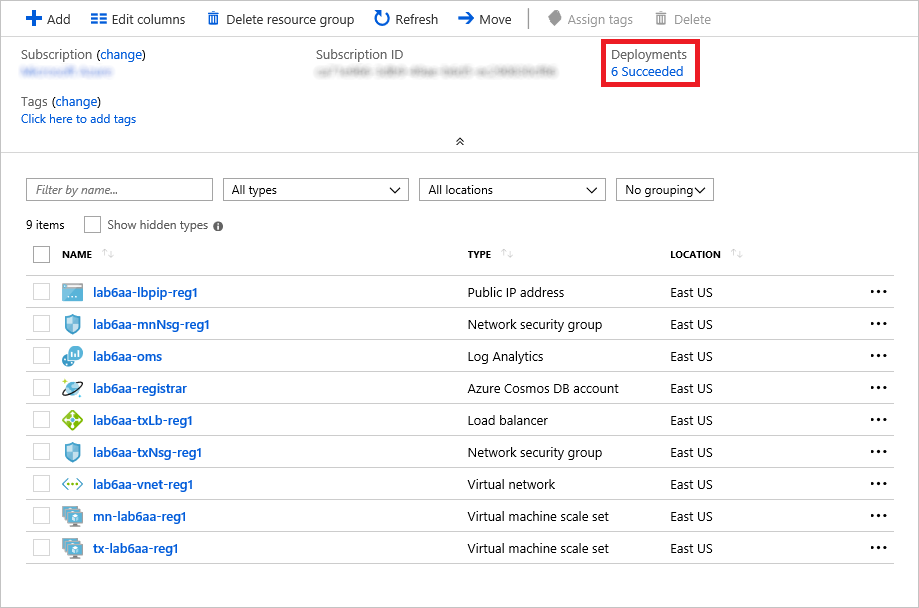 Add Edit columns Delete resource group Refresh Move Assign tags Delete
Subscription (change) Subscription ID Deployments
6 Succeeded
Tags (change)
Click here to add tags
Filter by name... All types All locations No grouping
9 items Show hidden types
NAME TYPE LOCATION
lab6aa-lbpip-reg1 Public IP address East US
lab6aa-mnNsg-reg1 Network security group East US
lab6aa-oms Log Analytics East US
lab6aa-registrar Azure Cosmos DB account East US
lab6aa-txLb-reg1 Load balancer East US
lab6aa-txNsg-reg1 Network security group East US
lab6aa-vnet-reg1 Virtual network East US
mn-lab6aa-reg1 Virtual machine scale set East US
tx-lab6aa-reg1 Virtual machine scale set East US